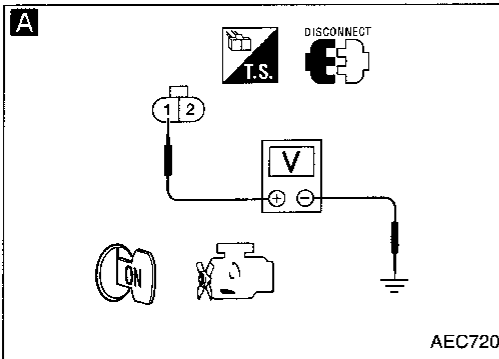 A
DISCONNECT
T.S.
1 2
V
+ −
ON
AEC720